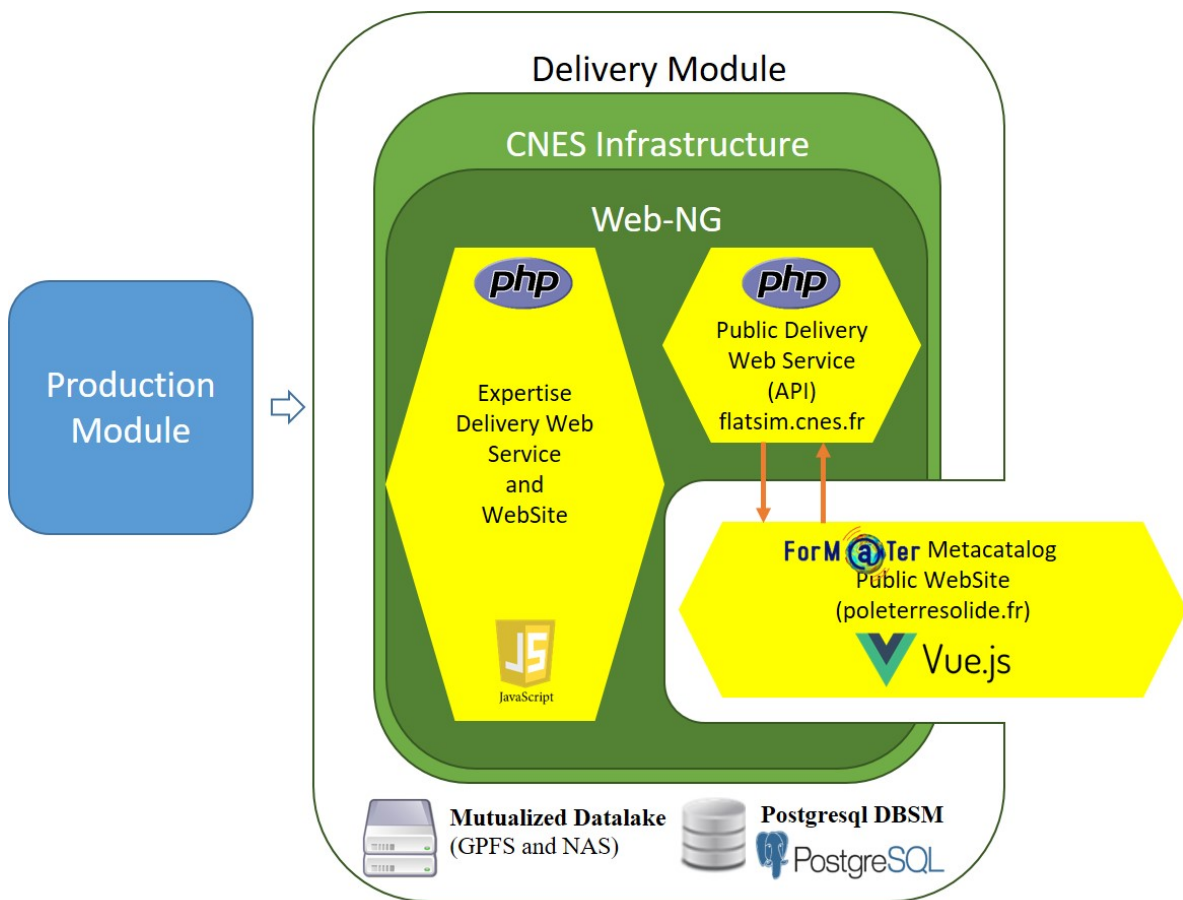 Delivery Module
CNES Infrastructure
Web-NG
Production
Module
php
Expertise
Delivery Web
Service
and
WebSite
JS
JavaScript
php
Public Delivery
Web Service
(API)
flatsim.cnes.fr
ForM@Ter Metacatalog
Public WebSite
(poleterresolide.fr)
Vue.js
Mutualized Datalake
(GPFS and NAS)
Postgresql DBSM
PostgreSQL